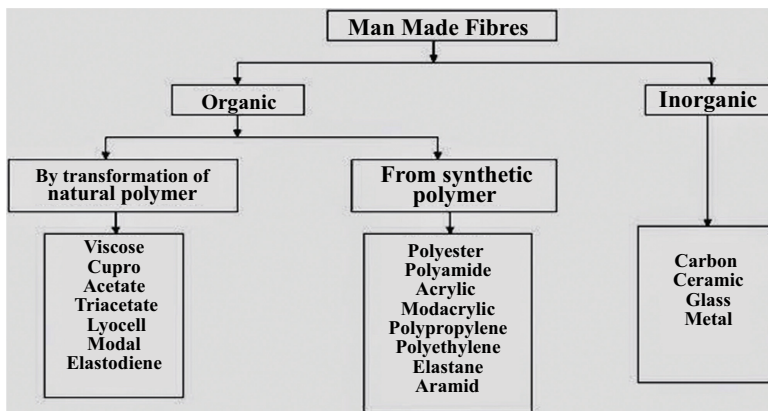 Man Made Fibres
Organic
Inorganic
By transformation of
natural polymer
From synthetic
polymer
Viscose
Cupro
Acetate
Triacetate
Lyocell
Modal
Elastodiene
Polyester
Polyamide
Acrylic
Modacrylic
Polypropylene
Polyethylene
Elastane
Aramid
Carbon
Ceramic
Glass
Metal